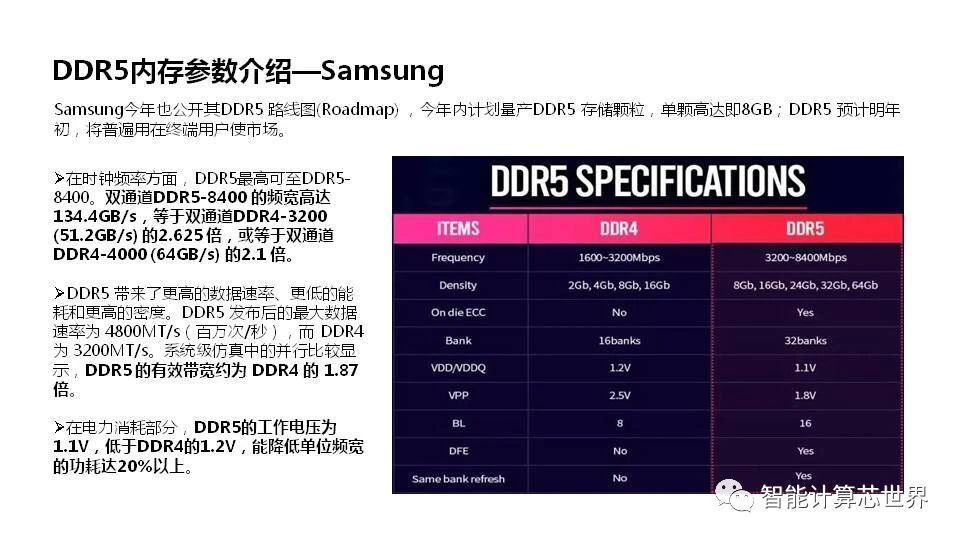 DDR5内存参数介绍—Samsung
Samsung今年也公开其DDR5 路线图(Roadmap) ，今年内计划量产DDR5 存储颗粒，单颗高达即8GB；DDR5 预计明年
初，将普遍用在终端用户使市场。
➢在时钟频率方面，DDR5最高可至DDR5-
8400。双通道DDR5-8400 的频宽高达
134.4GB/s，等于双通道DDR4-3200
(51.2GB/s) 的2.625 倍，或等于双通道
DDR4-4000 (64GB/s) 的2.1 倍。
➢DDR5 带来了更高的数据速率、更低的能
耗和更高的密度。DDR5 发布后的最大数据
速率为 4800MT/s（百万次/秒），而 DDR4
为 3200MT/s。系统级仿真中的并行比较显
示，DDR5 的有效带宽约为 DDR4 的 1.87
倍。
➢在电力消耗部分，DDR5的工作电压为
1.1V，低于DDR4的1.2V，能降低单位频宽
的功耗达20%以上。
DDR5 SPECIFICATIONS
ITEMS DDR4 DDR5
Frequency 1600~3200Mbps 3200~8400Mbps
Density 2Gb, 4Gb, 8Gb, 16Gb 8Gb, 16Gb, 24Gb, 32Gb, 64Gb
On die ECC No Yes
Bank 16banks 32banks
VDD/VDDQ 1.2V 1.1V
VPP 2.5V 1.8V
BL 8 16
DFE No Yes
Same bank refresh No Yes
智能计算芯世界